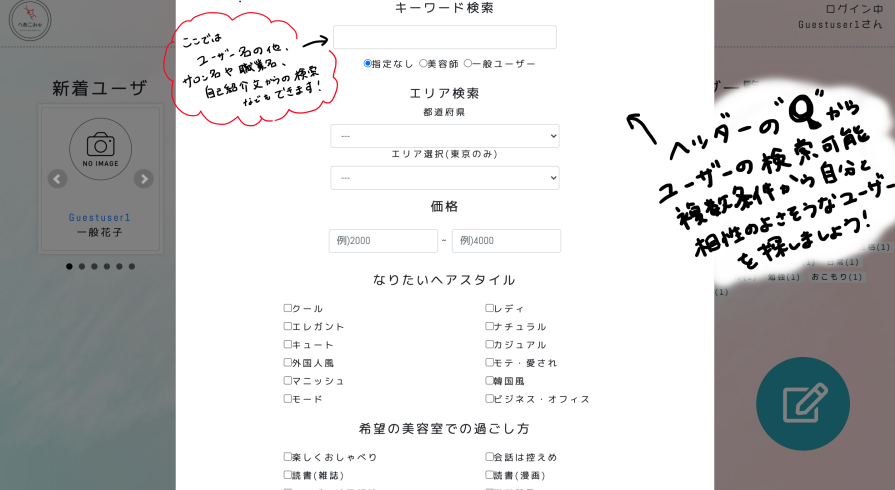 キーワード検索
ログイン中
Guestuser1さん
ここでは
ユーザー名の他、
サロン名や職業名、
自己紹介文からの検索
などもできます!
指定なし 美容師 一般ユーザー
エリア検索
都道府県
---
エリア選択(東京のみ)
---
価格
例)2000 ~ 例)4000
新着ユーザ
NO IMAGE
Guestuser1
一般花子
ヘッダーの"🔍"から
ユーザーの検索可能
複数条件から自分と
相性のよさそうなユーザー
を探しましょう!
勉強(1) おこもり(1)
なりたいヘアスタイル
クール レディ
エレガント ナチュラル
キュート カジュアル
外国人風 モテ・愛され
マニッシュ 韓国風
モード ビジネス・オフィス
希望の美容室での過ごし方
楽しくおしゃべり 会話は控えめ
読書(雑誌) 読書(漫画)